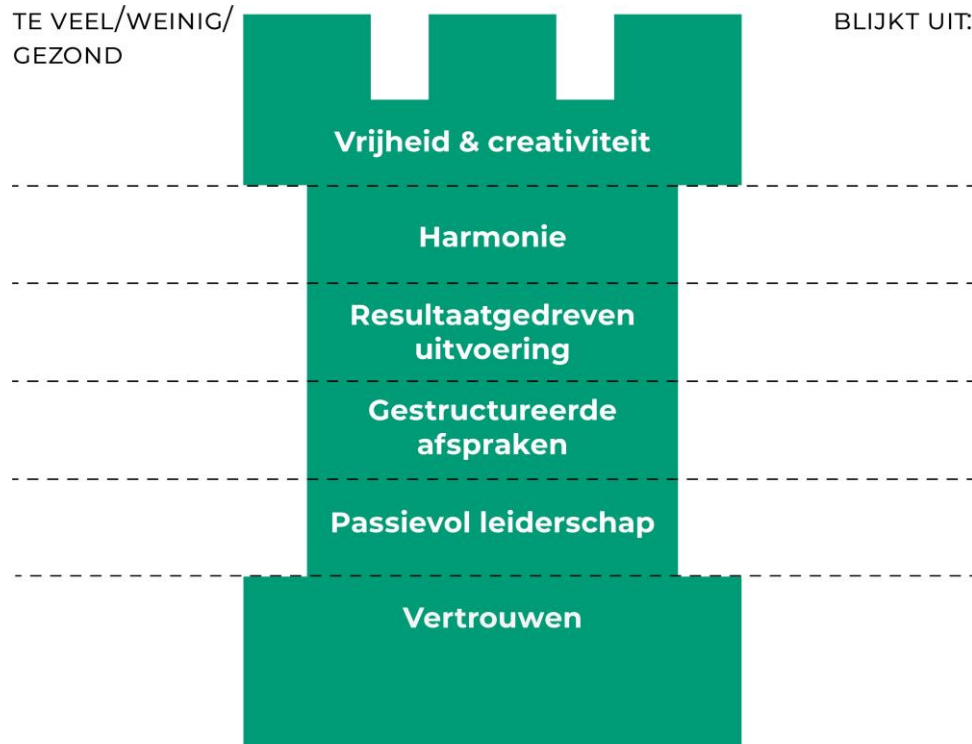 TE VEEL/WEINIG/
GEZOND
BLIJKT UIT:
Vrijheid & creativiteit
Harmonie
Resultaatgedreven
uitvoering
Gestructureerde
afspraken
Passievol leiderschap
Vertrouwen